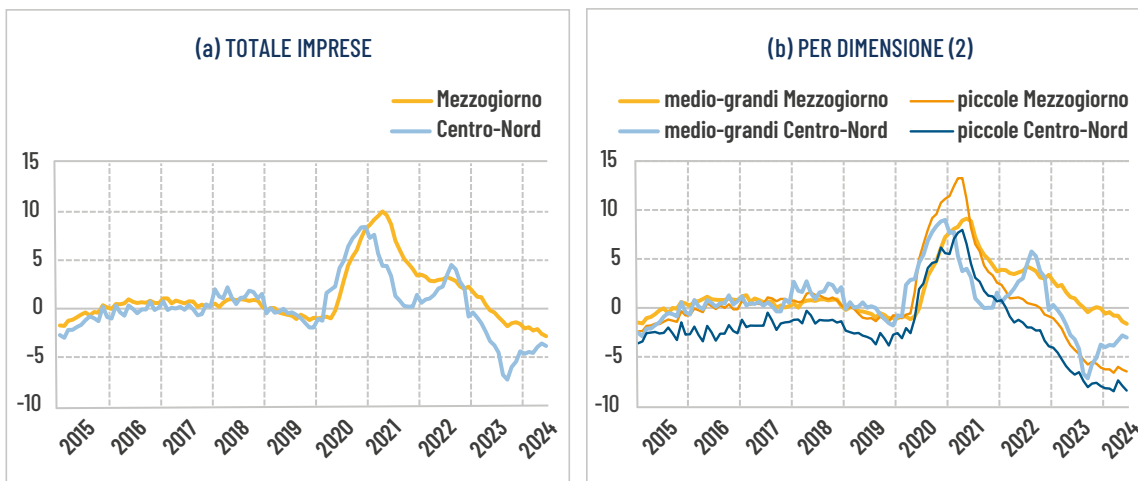 (a) TOTALE IMPRESE
Mezzogiorno
Centro-Nord
15
10
5
0
-5
-10
2015 2016 2017 2018 2019 2020 2021 2022 2023 2024
(b) PER DIMENSIONE (2)
medio-grandi Mezzogiorno piccole Mezzogiorno
medio-grandi Centro-Nord piccole Centro-Nord
15
10
5
0
-5
-10
2015 2016 2017 2018 2019 2020 2021 2022 2023 2024